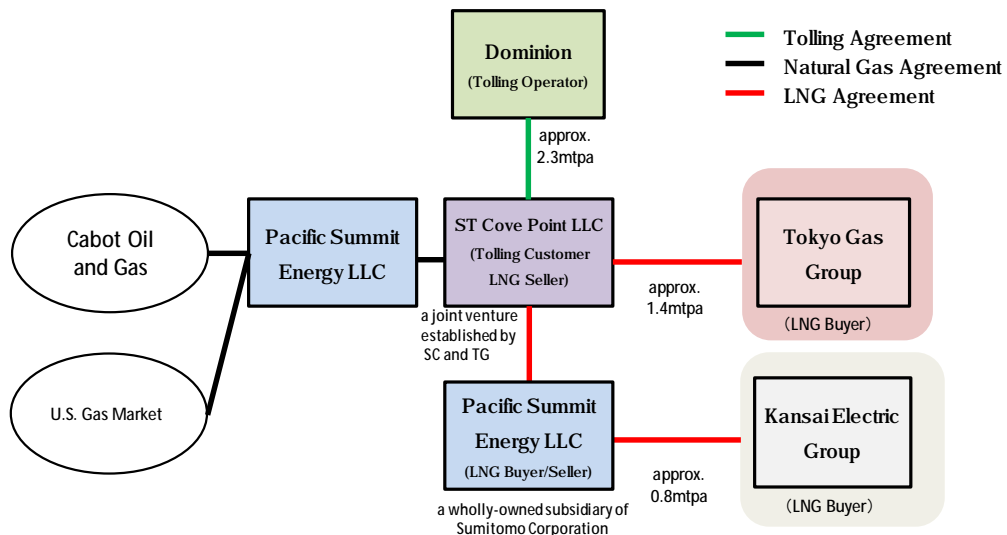 Dominion
(Tolling Operator)
Tolling Agreement
Natural Gas Agreement
LNG Agreement
approx.
2.3mtpa
Cabot Oil
and Gas
Pacific Summit
Energy LLC
ST Cove Point LLC
(Tolling Customer
LNG Seller)
Tokyo Gas
Group
approx.
1.4mtpa
(LNG Buyer)
a joint venture
established by
SC and TG
U.S. Gas Market
Pacific Summit
Energy LLC
(LNG Buyer/Seller)
Kansai Electric
Group
approx.
0.8mtpa
(LNG Buyer)
a wholly-owned subsidiary of
Sumitomo Corporation